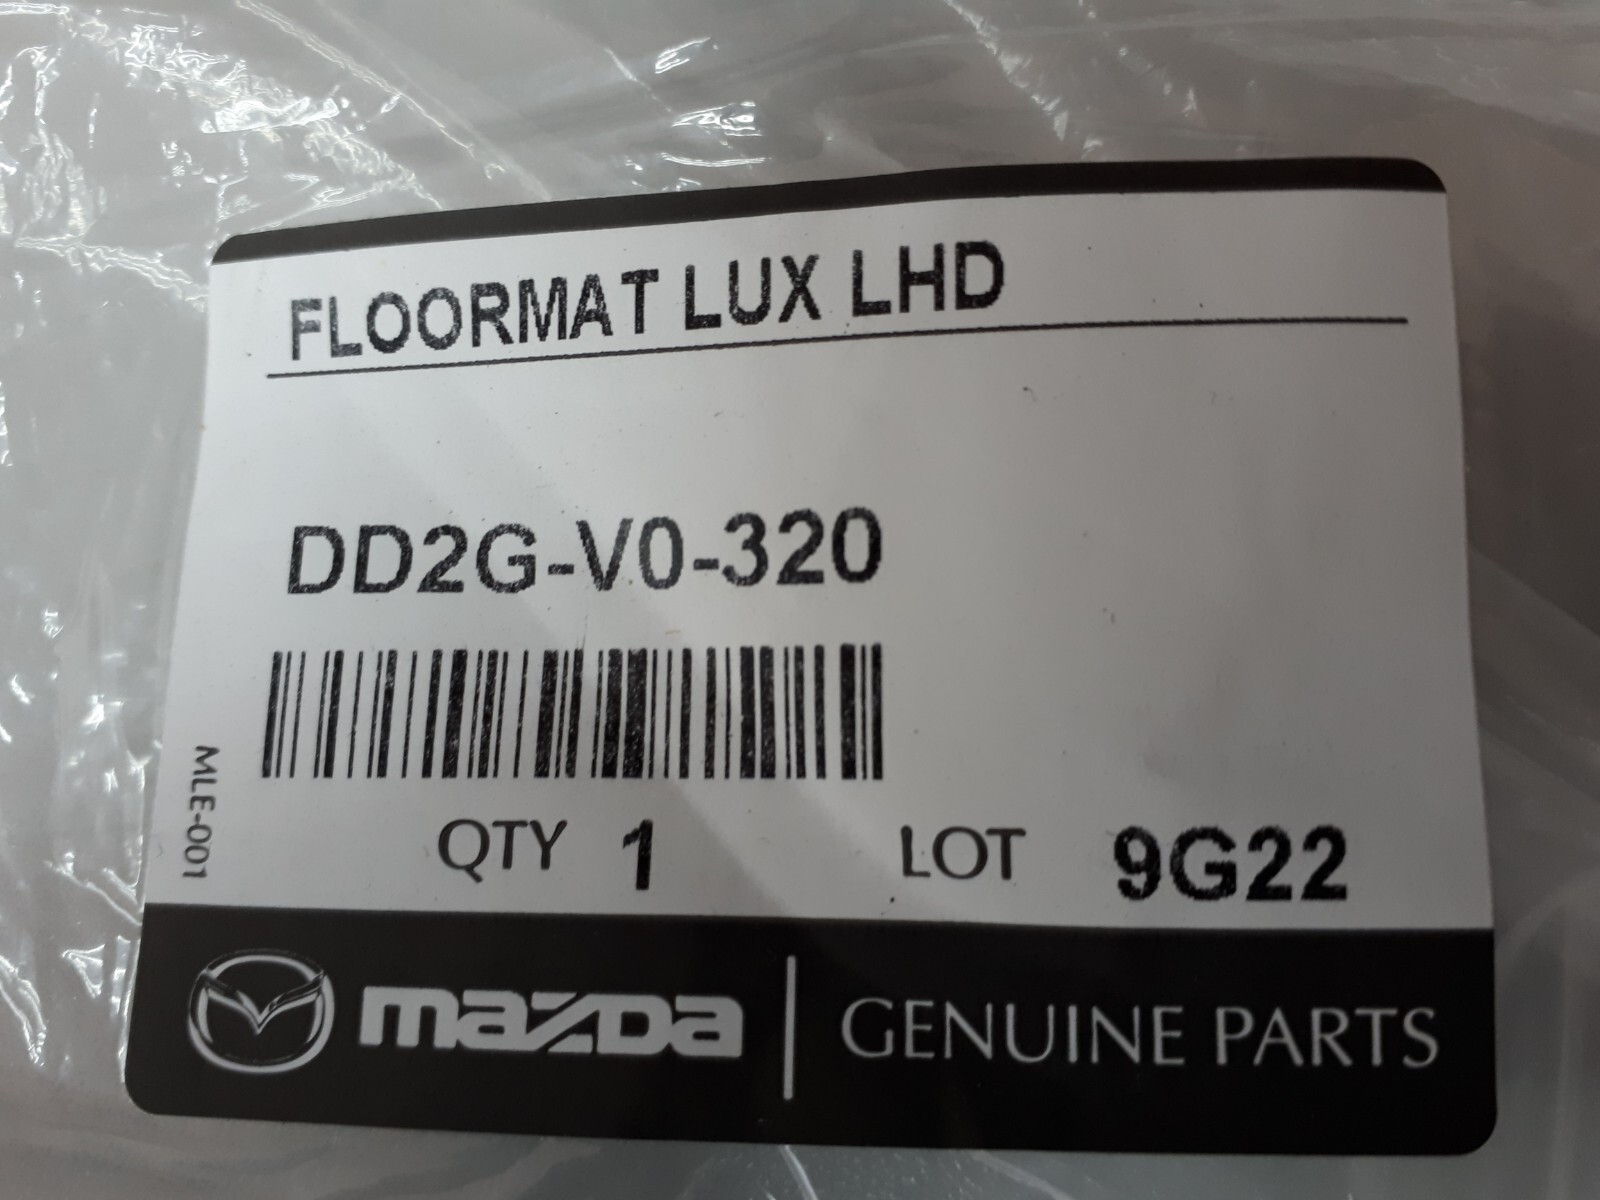 FLOORMAT LUX LHD
DD2G-V0-320
MLE-001
QTY 1 LOT 9G22
mazda GENUINE PARTS